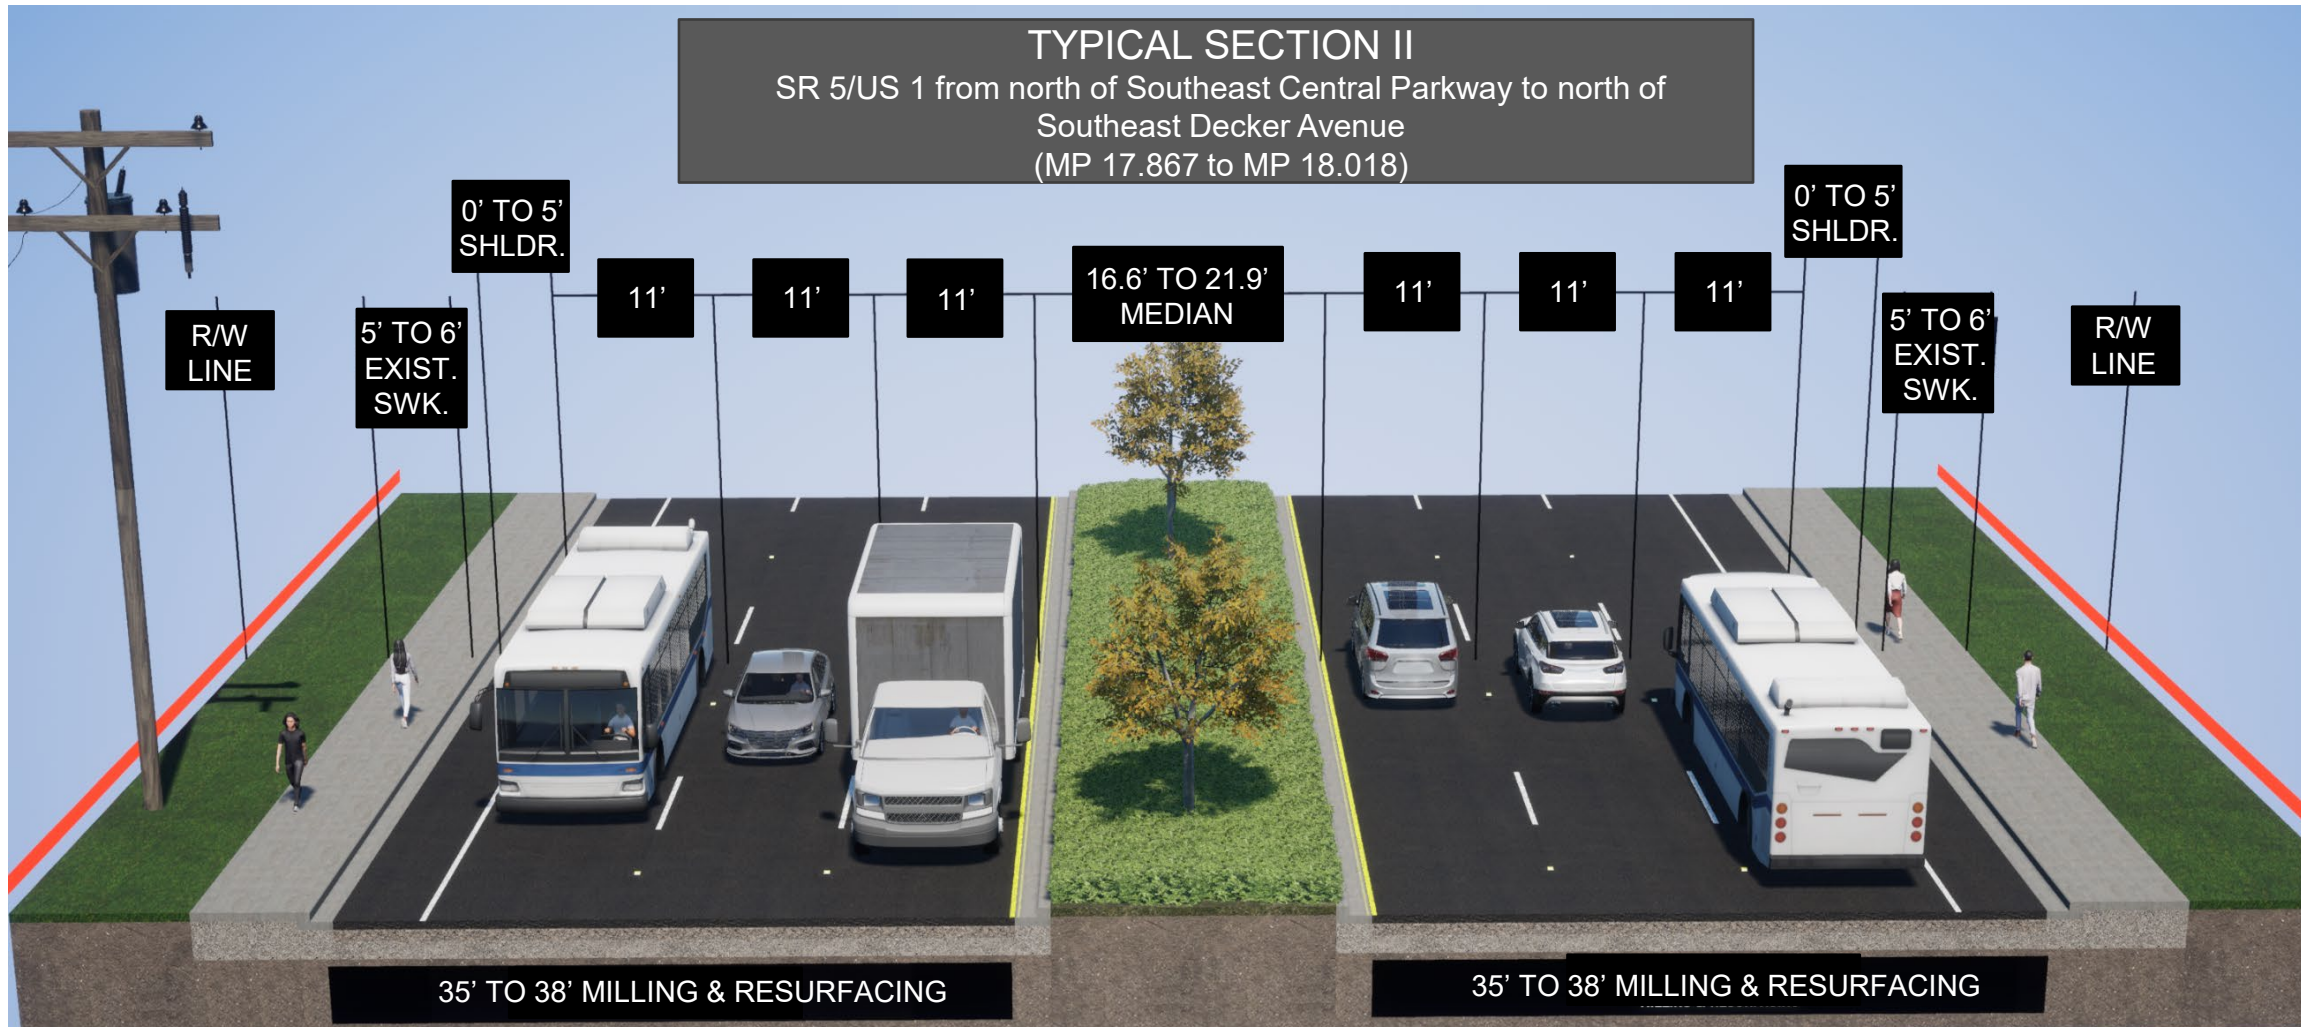 TYPICAL SECTION II
SR 5/US 1 from north of Southeast Central Parkway to north of
Southeast Decker Avenue
(MP 17.867 to MP 18.018)
0’ TO 5’
SHLDR.
0’ TO 5’
SHLDR.
11’
11’
11’
16.6’ TO 21.9’
MEDIAN
11’
11’
11’
R/W
LINE
5’ TO 6’
EXIST.
SWK.
5’ TO 6’
EXIST.
SWK.
R/W
LINE
35’ TO 38’ MILLING & RESURFACING
35’ TO 38’ MILLING & RESURFACING